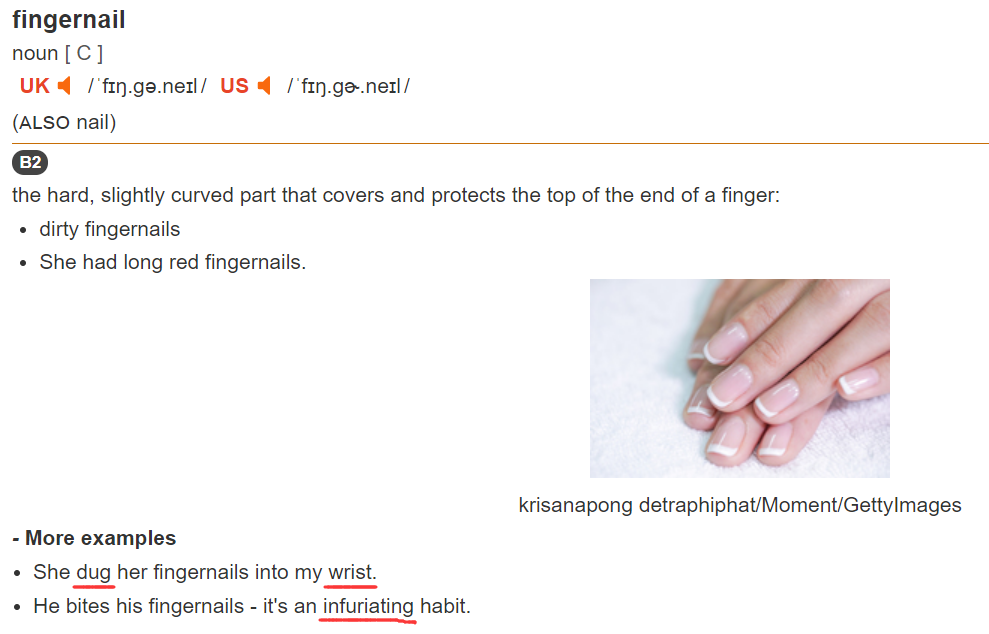 fingernail
noun [ C ]
UK /ˈfɪŋ.ɡə.neɪl/ US /ˈfɪŋ.ɡɚ.neɪl/
(ALSO nail)
B2
the hard, slightly curved part that covers and protects the top of the end of a finger:
• dirty fingernails
• She had long red fingernails.
krisanapong detraphiphat/Moment/GettyImages
- More examples
• She dug her fingernails into my wrist.
• He bites his fingernails - it's an infuriating habit.